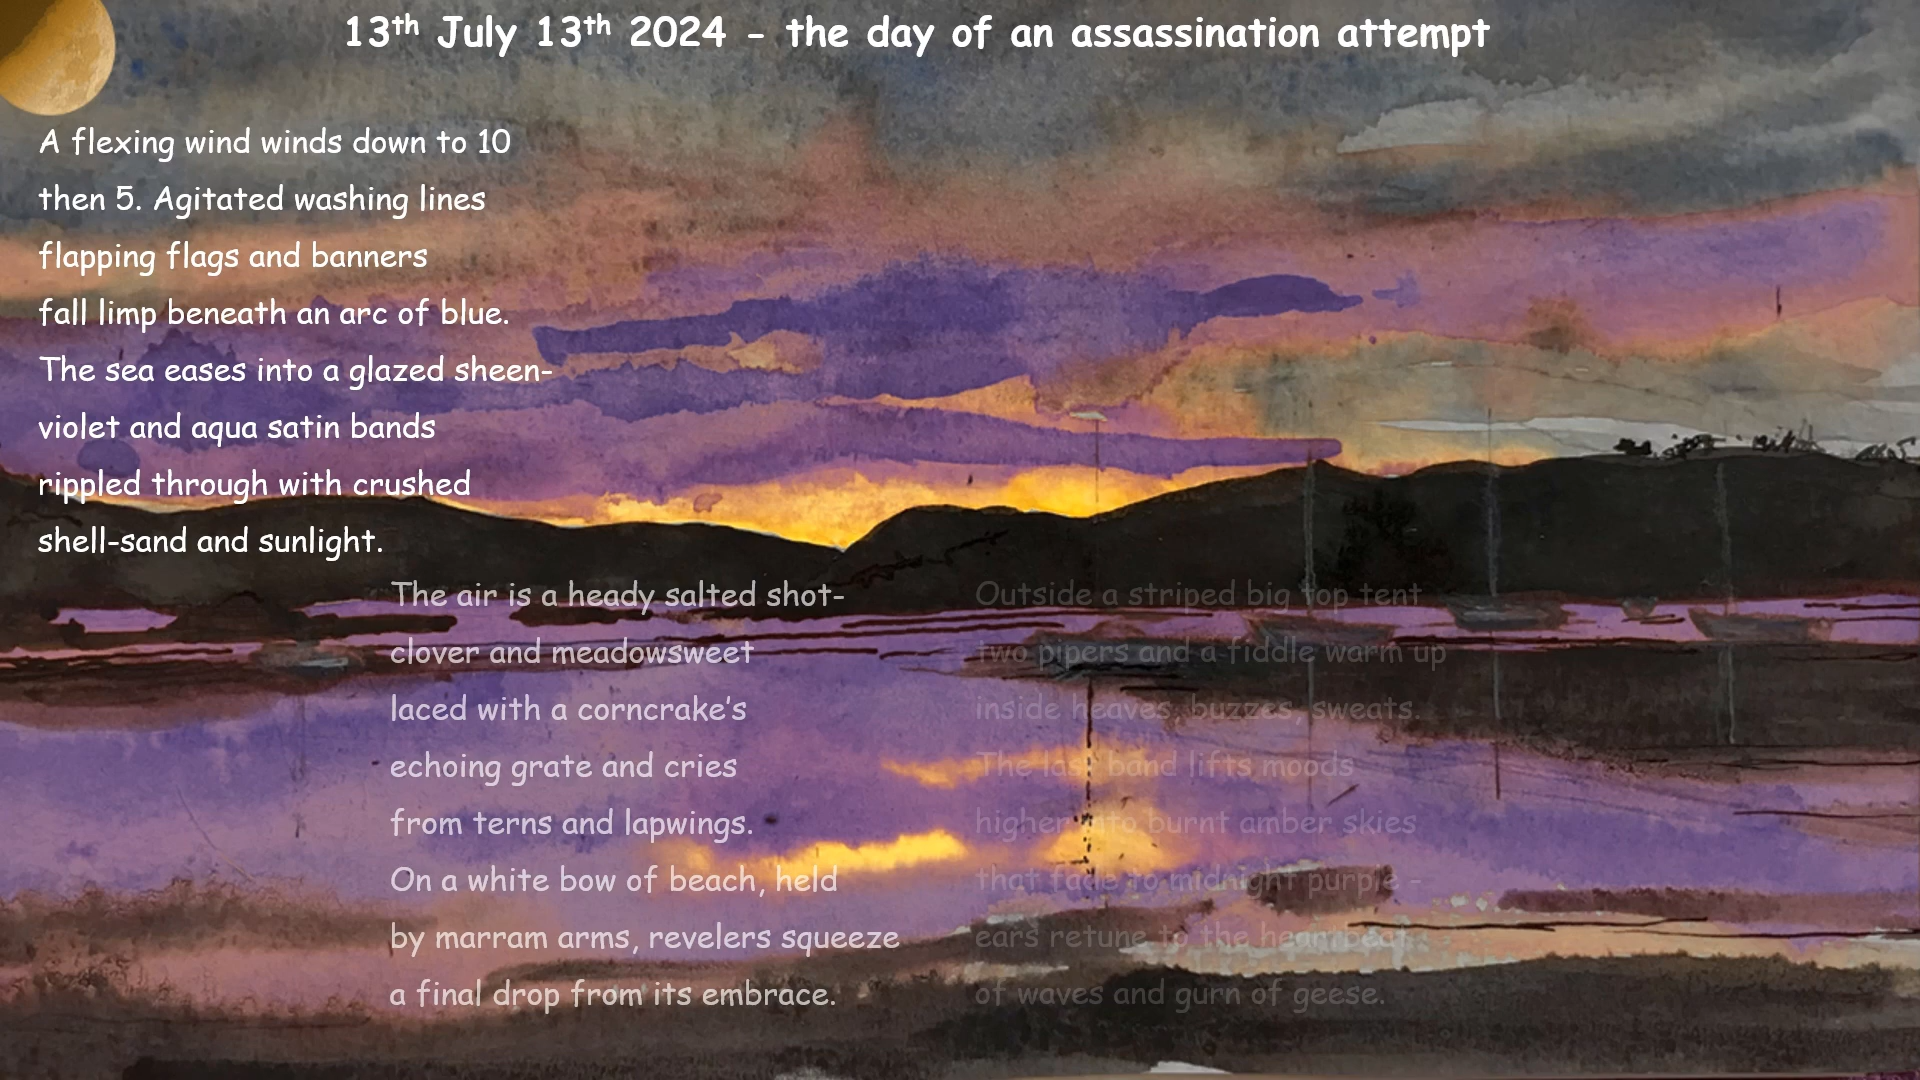 13th July 13th 2024 - the day of an assassination attempt
A flexing wind winds down to 10
then 5. Agitated washing lines
flapping flags and banners
fall limp beneath an arc of blue.
The sea eases into a glazed sheen-
violet and aqua satin bands
rippled through with crushed
shell-sand and sunlight.
The air is a heady salted shot-
clover and meadowsweet
laced with a corncrake’s
echoing grate and cries
from terns and lapwings.
On a white bow of beach, held
by marram arms, revelers squeeze
a final drop from its embrace.
Outside a striped big top tent
two pipers and a fiddle warm up
inside heaves, buzzes, sweats.
The last band lifts moods
higher into burnt amber skies
that fade to midnight purple -
ears retune to the heartbeat
of waves and gurn of geese.